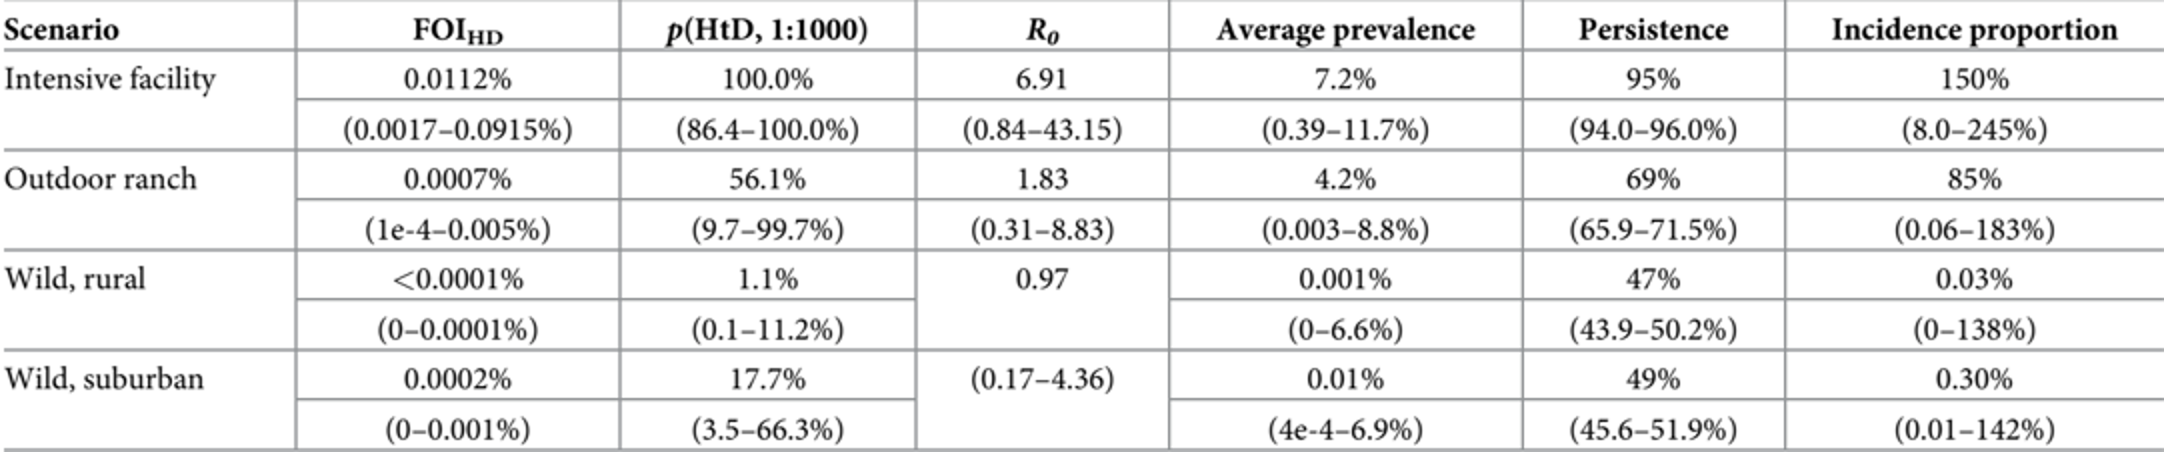 Scenario FOI_HD p(HtD, 1:1000) R_0 Average prevalence Persistence Incidence proportion
Intensive facility 0.0112% 100.0% 6.91 7.2% 95% 150%
(0.0017–0.0915%) (86.4–100.0%) (0.84–43.15) (0.39–11.7%) (94.0–96.0%) (8.0–245%)
Outdoor ranch 0.0007% 56.1% 1.83 4.2% 69% 85%
(1e-4–0.005%) (9.7–99.7%) (0.31–8.83) (0.003–8.8%) (65.9–71.5%) (0.06–183%)
Wild, rural <0.0001% 1.1% 0.97 0.001% 47% 0.03%
(0–0.0001%) (0.1–11.2%) (0–6.6%) (43.9–50.2%) (0–138%)
Wild, suburban 0.0002% 17.7% (0.17–4.36) 0.01% 49% 0.30%
(0–0.001%) (3.5–66.3%) (4e-4–6.9%) (45.6–51.9%) (0.01–142%)